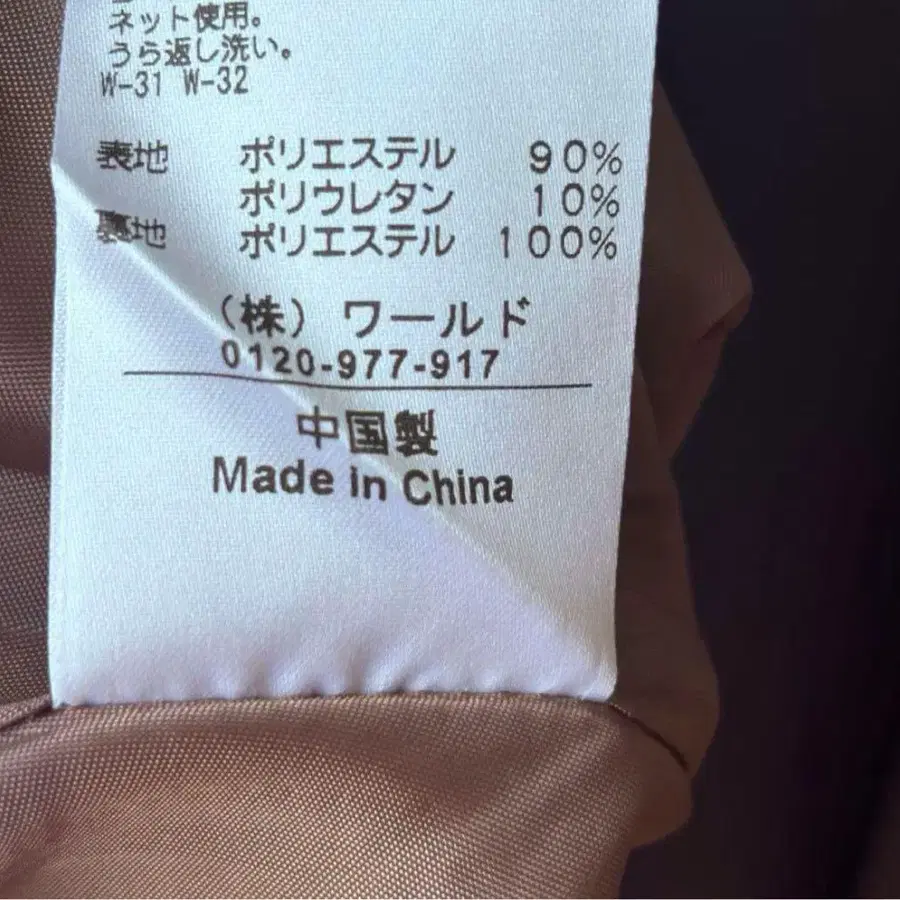 ネット使用。
うら返し洗い。
W-31 W-32
表地 ポリエステル 90%
ポリウレタン 10%
裏地 ポリエステル 100%
(株) ワールド
0120-977-917
中国製
Made in China